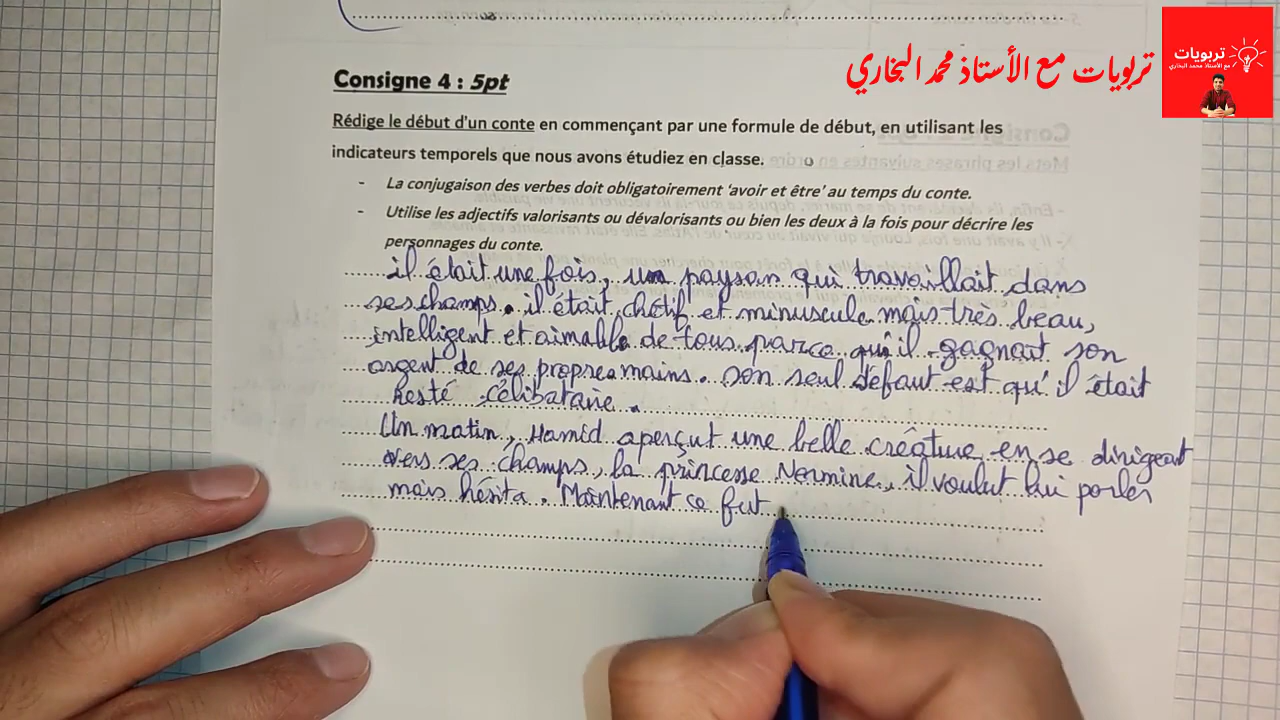 تربويات مع الأستاذ محمد البخاري
تربويات
مع الأستاذ محمد البخاري
Consigne 4 : 5pt
Rédige le début d'un conte en commençant par une formule de début, en utilisant les
indicateurs temporels que nous avons étudiez en classe.
- La conjugaison des verbes doit obligatoirement 'avoir et être' au temps du conte.
- Utilise les adjectifs valorisants ou dévalorisants ou bien les deux à la fois pour décrire les
personnages du conte.
il était une fois, un paysan qui travaillait dans
ses champs. il était chétif et minuscule mais très beau,
intelligent et aimable de tous parce qu'il gagnait son
argent de ses propres mains. son seul défaut est qu'il était
resté célibataire.
Un matin, Hamid aperçut une belle créature en se dirigeant
vers ses champs, la princesse Nermine, il voulut lui parler
mais hésita. Maintenant ce fut